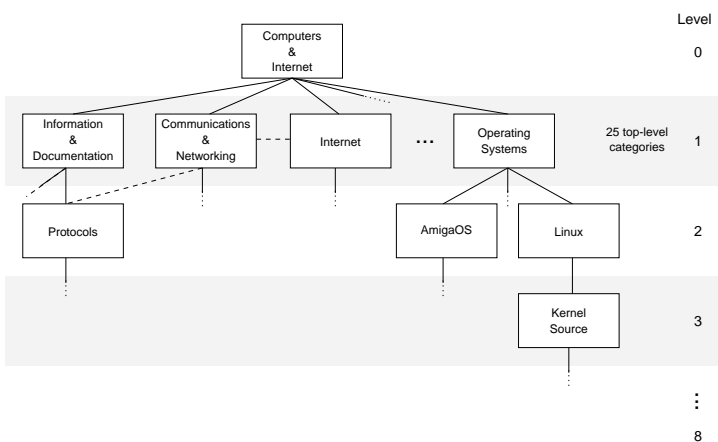 Level
Computers
&
Internet
0
Information
&
Documentation
Communications
&
Networking
Internet
...
Operating
Systems
25 top-level
categories
1
Protocols
AmigaOS
Linux
2
Kernel
Source
3
8